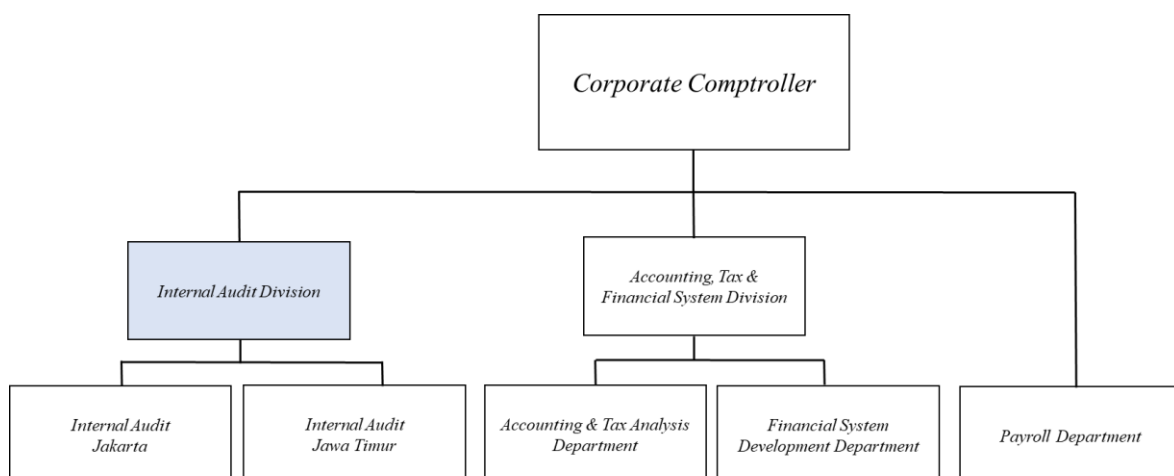 Corporate Comptroller
Internal Audit Division
Accounting, Tax &
Financial System Division
Internal Audit
Jakarta
Internal Audit
Jawa Timur
Accounting & Tax Analysis
Department
Financial System
Development Department
Payroll Department